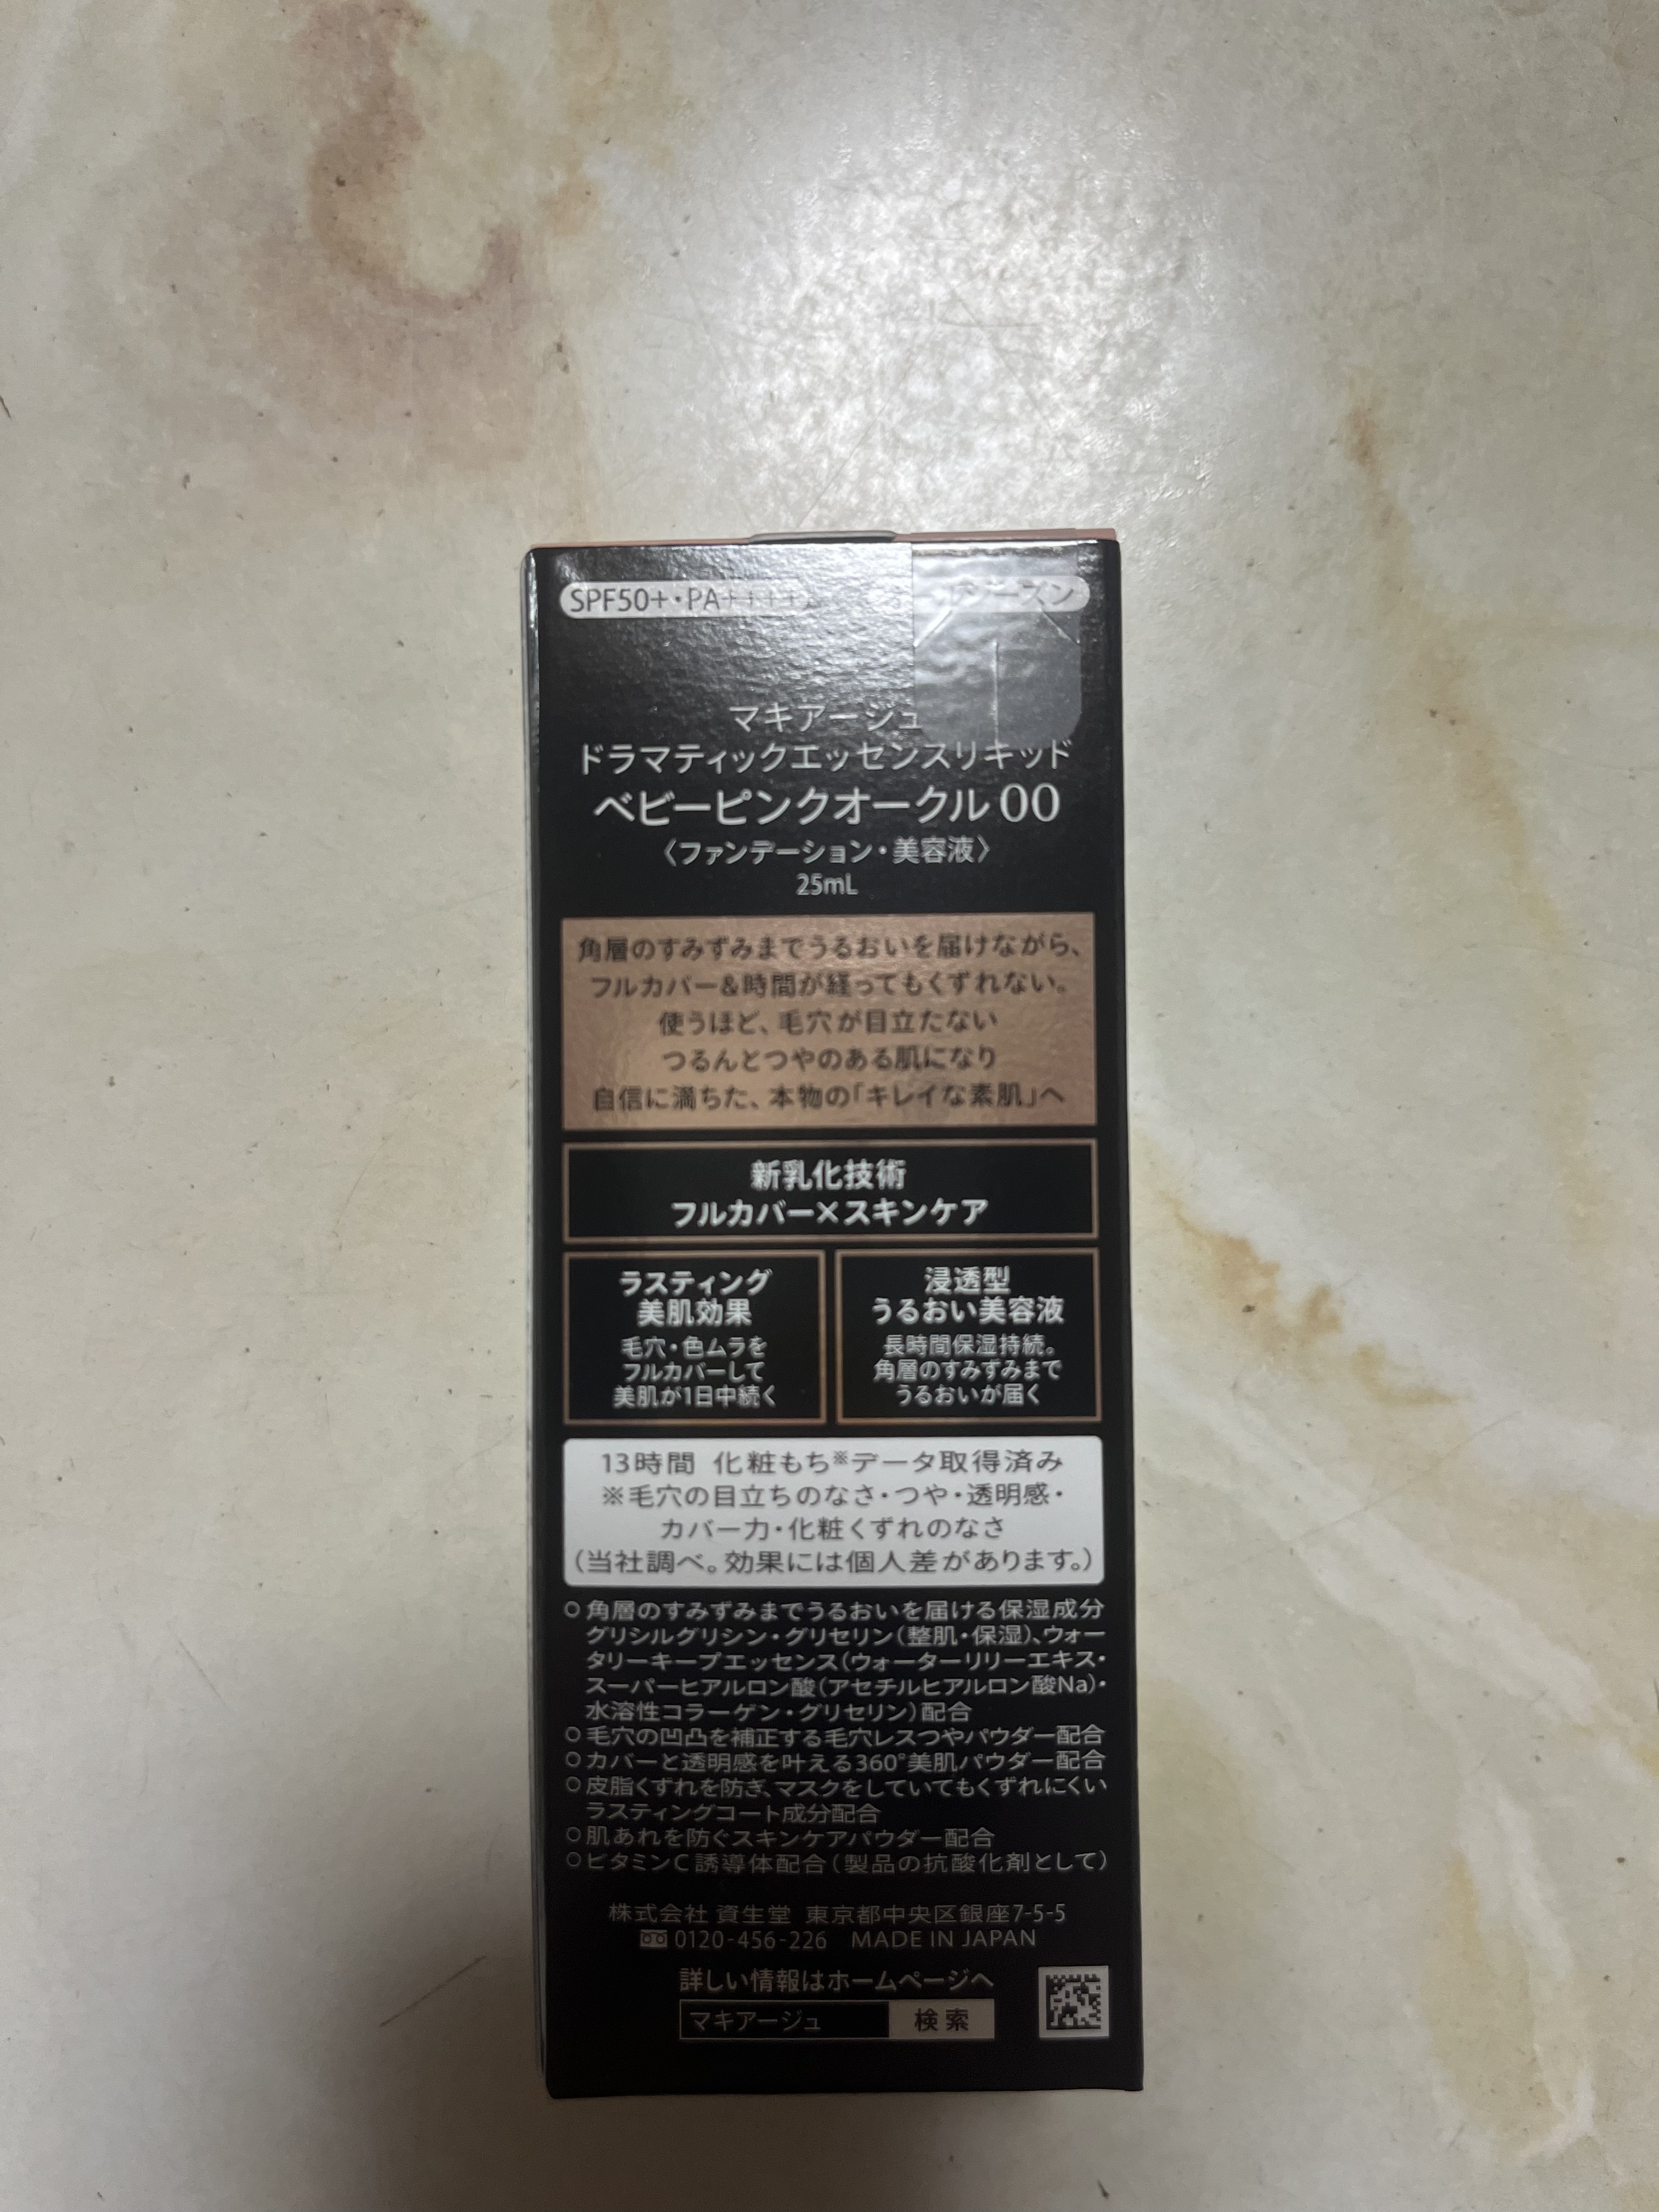 SPF50+・PA++++
シーズン
マキアージュ
ドラマティックエッセンスリキッド
ベビーピンクオークル 00
〈ファンデーション・美容液〉
25mL
角層のすみずみまでうるおいを届けながら、
フルカバー&時間が経ってもくずれない。
使うほど、毛穴が目立たない
つるんとつやのある肌になり
自信に満ちた、本物の「キレイな素肌」へ
新乳化技術
フルカバー×スキンケア
ラスティング
美肌効果
毛穴・色ムラを
フルカバーして
美肌が1日中続く
浸透型
うるおい美容液
長時間保湿持続。
角層のすみずみまで
うるおいが届く
13時間 化粧もち※データ取得済み
※毛穴の目立ちのなさ・つや・透明感・
カバー力・化粧くずれのなさ
(当社調べ。効果には個人差があります。)
○角層のすみずみまでうるおいを届ける保湿成分
グリシルグリシン・グリセリン(整肌・保湿)、ウォー
タリーキープエッセンス(ウォーターリリーエキス・
スーパーヒアルロン酸(アセチルヒアルロン酸Na)・
水溶性コラーゲン・グリセリン)配合
○毛穴の凹凸を補正する毛穴レスつやパウダー配合
○カバーと透明感を叶える360°美肌パウダー配合
○皮脂くずれを防ぎ、マスクをしていてもくずれにくい
ラスティングコート成分配合
○肌あれを防ぐスキンケアパウダー配合
○ビタミンC誘導体配合(製品の抗酸化剤として)
株式会社 資生堂 東京都中央区銀座7-5-5
0120-456-226 MADE IN JAPAN
詳しい情報はホームページへ
マキアージュ 検索